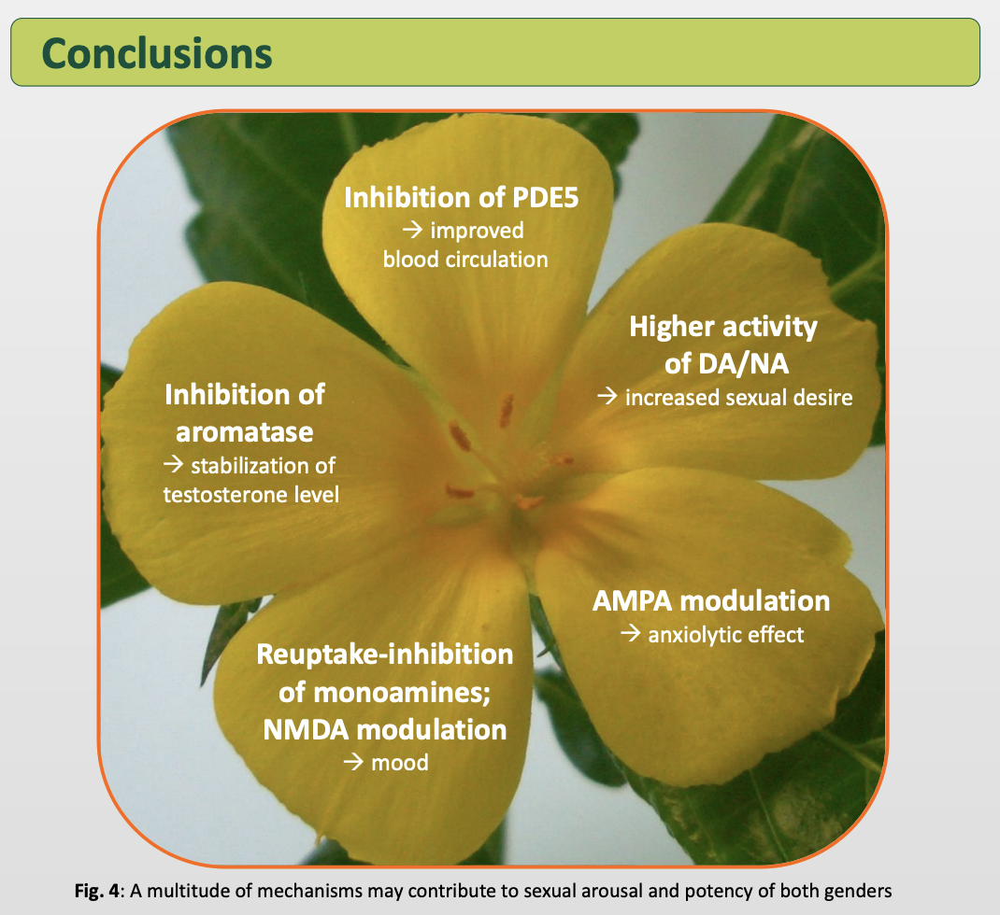 Conclusions
Inhibition of PDE5
→ improved
blood circulation
Higher activity
of DA/NA
→ increased sexual desire
Inhibition of
aromatase
→ stabilization of
testosterone level
AMPA modulation
→ anxiolytic effect
Reuptake-inhibition
of monoamines;
NMDA modulation
→ mood
Fig. 4: A multitude of mechanisms may contribute to sexual arousal and potency of both genders